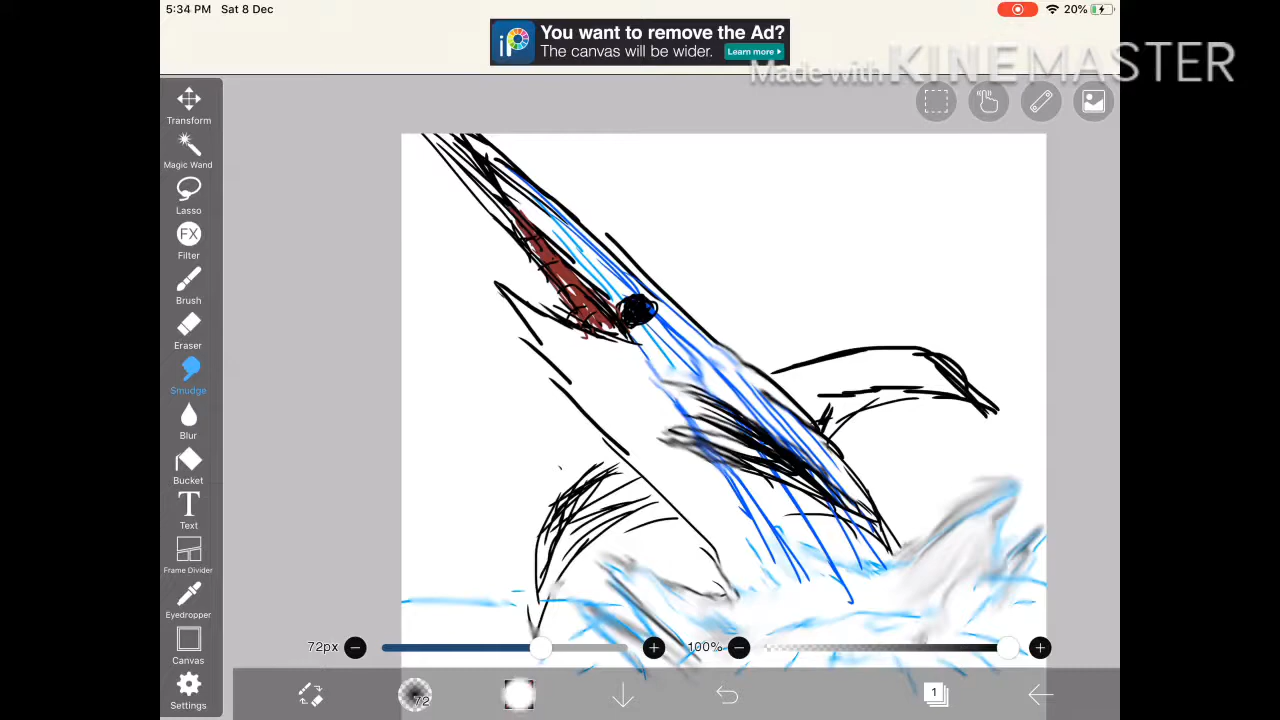 5:34 PM Sat 8 Dec
20%
You want to remove the Ad?
The canvas will be wider.
Learn more
iP
Made with KINEMASTER
Transform
Magic Wand
Lasso
FX
Filter
Brush
Eraser
Smudge
Blur
Bucket
T
Text
Frame Divider
Eyedropper
Canvas
Settings
72px
100%
72
1